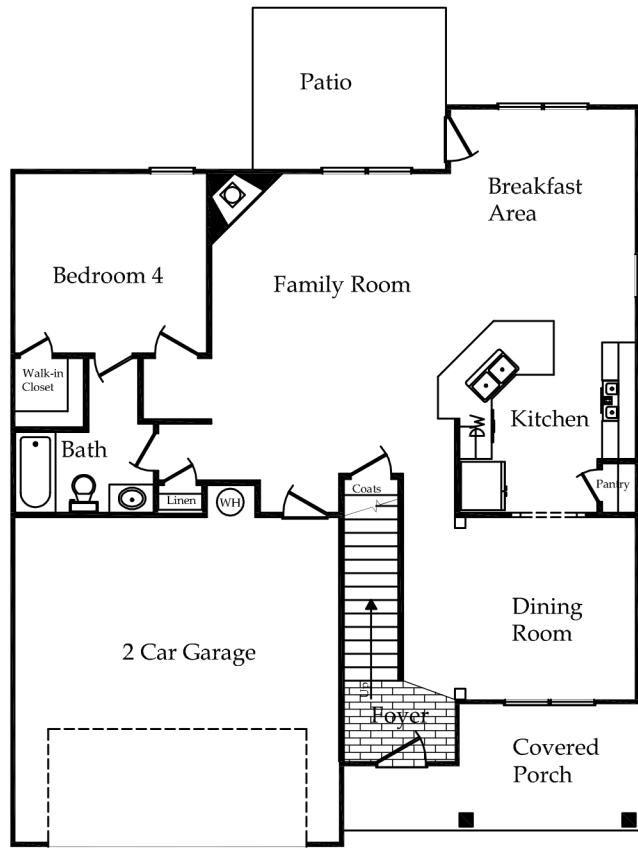 Patio
Breakfast
Area
Bedroom 4
Family Room
Walk-in
Closet
Kitchen
DW
Bath
Pantry
Coats
Linen
WH
Dining
Room
2 Car Garage
UP
Foyer
Covered
Porch